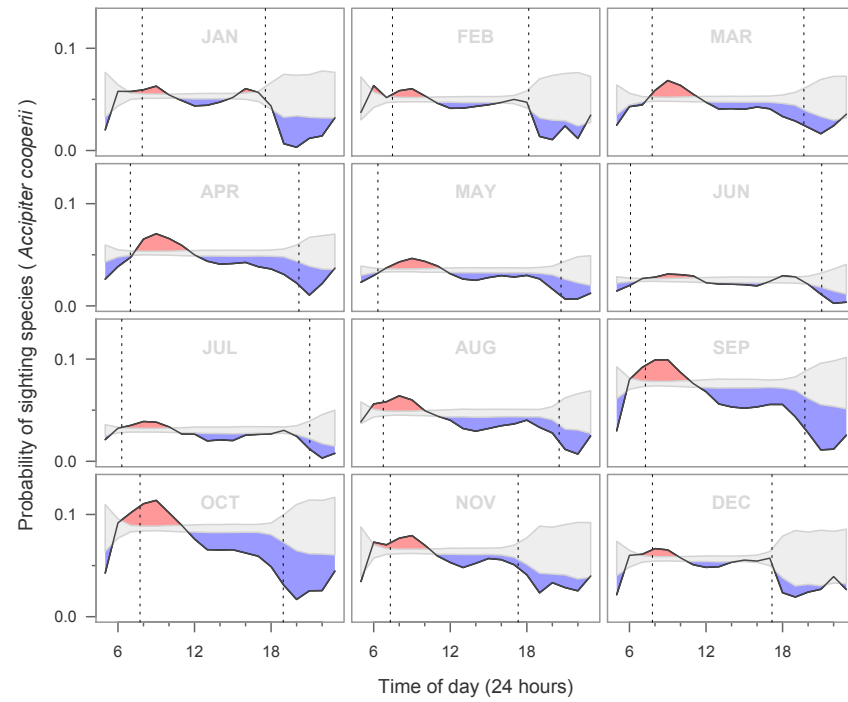 Probability of sighting species ( Accipiter cooperii )
JAN
FEB
MAR
0.1
0.0
APR
MAY
JUN
0.1
0.0
JUL
AUG
SEP
0.1
0.0
OCT
NOV
DEC
0.1
0.0
6 12 18 6 12 18 6 12 18
Time of day (24 hours)